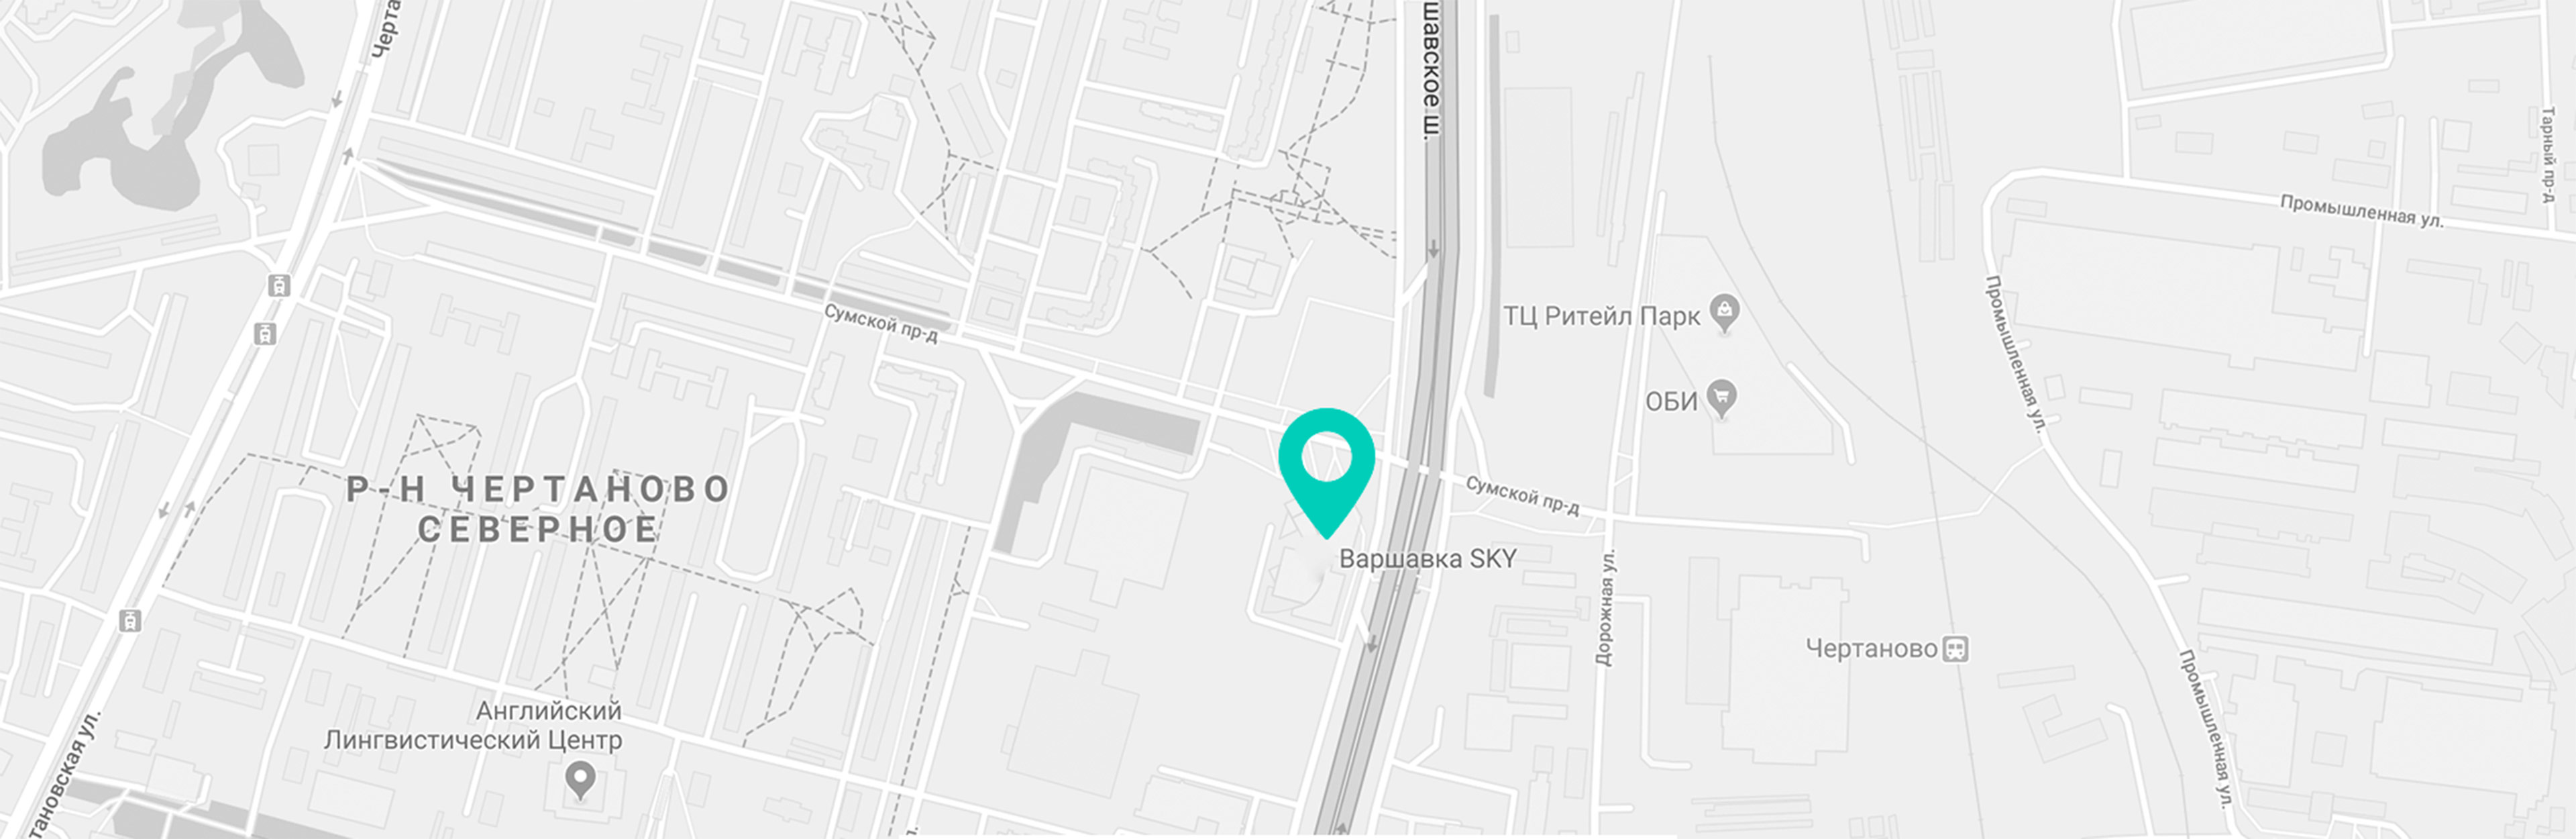 Черта
шавское ш.
Тарный пр-д
Промышленная ул.
Сумской пр-д
ТЦ Ритейл Парк
Промышленная ул.
ОБИ
Р-Н ЧЕРТАНОВО
СЕВЕРНОЕ
Сумской пр-д
Варшавка SKY
Дорожная ул.
Чертаново
Промышленная ул.
Английский
Лингвистический Центр
тановская ул.
л.